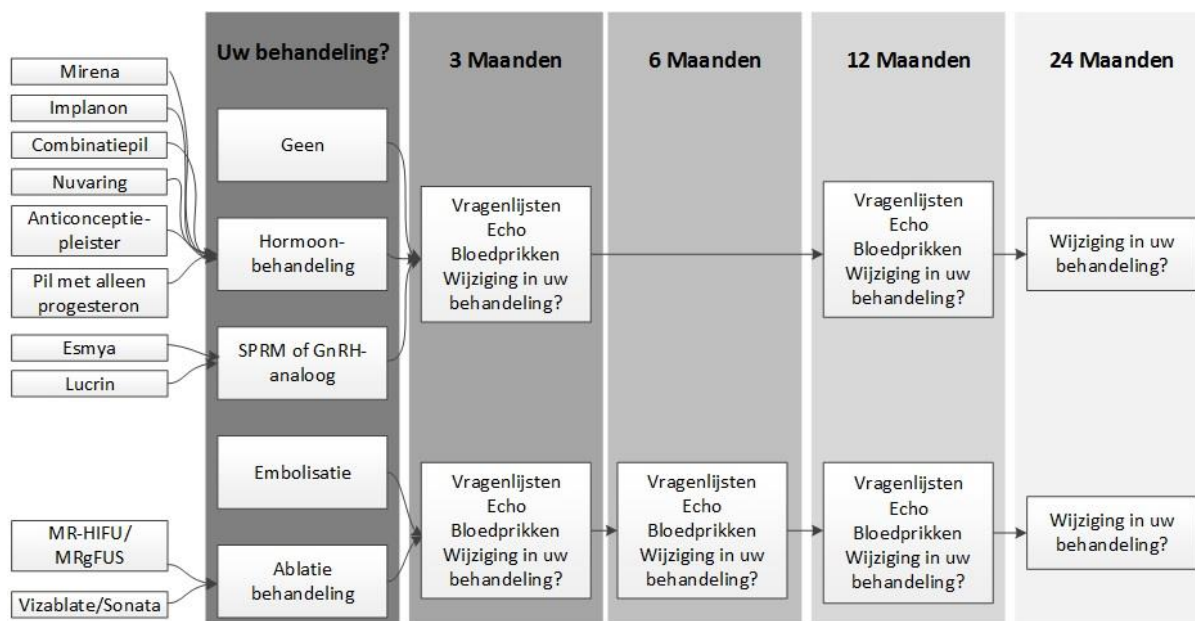 Mirena
Implanon
Combinatiepil
Nuvaring
Anticonceptie-
pleister
Pil met alleen
progesteron
Esmya
Lucrin
MR-HIFU/
MRgFUS
Vizablate/Sonata
Uw behandeling?
Geen
Hormoon-
behandeling
SPRM of GnRH-
analoog
Embolisatie
Ablatie
behandeling
3 Maanden
Vragenlijsten
Echo
Bloedprikken
Wijziging in uw
behandeling?
Vragenlijsten
Echo
Bloedprikken
Wijziging in uw
behandeling?
6 Maanden
Vragenlijsten
Echo
Bloedprikken
Wijziging in uw
behandeling?
12 Maanden
Vragenlijsten
Echo
Bloedprikken
Wijziging in uw
behandeling?
Vragenlijsten
Echo
Bloedprikken
Wijziging in uw
behandeling?
24 Maanden
Wijziging in uw
behandeling?
Wijziging in uw
behandeling?